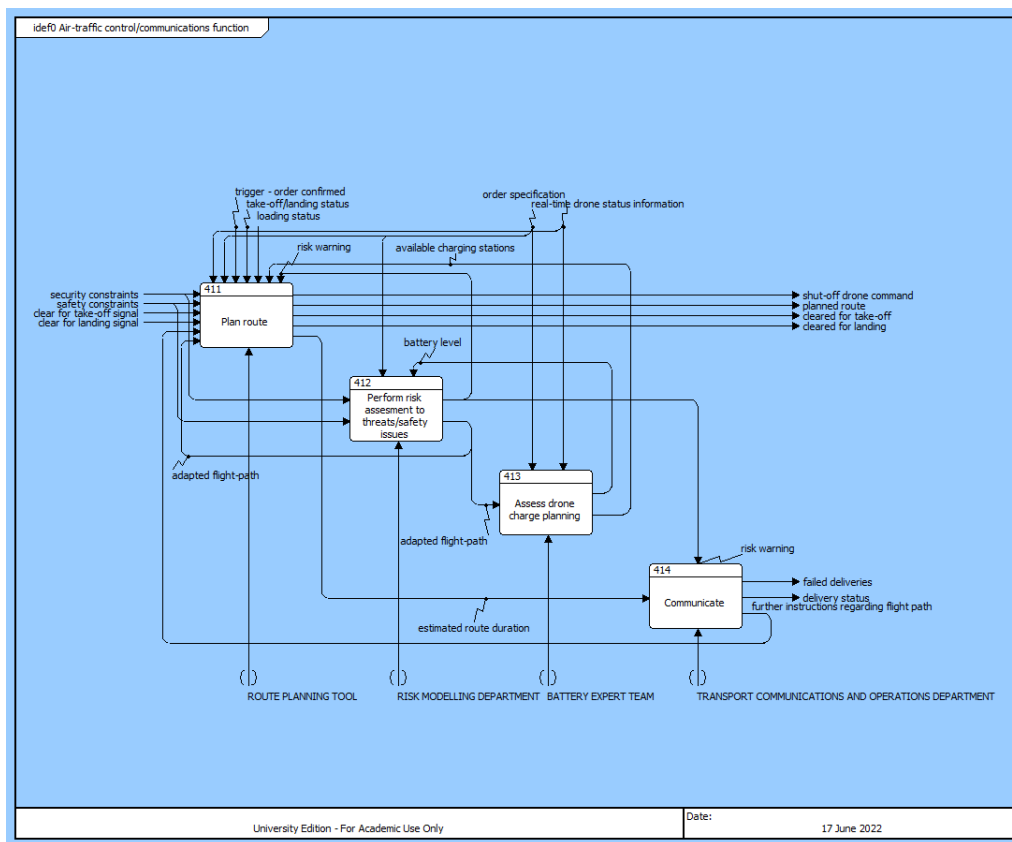 idef0 Air-traffic control/communications function
trigger - order confirmed
take-off/landing status
loading status
order specification
real-time drone status information
risk warning
available charging stations
security constraints
safety constraints
clear for take-off signal
clear for landing signal
411
Plan route
shut-off drone command
planned route
cleared for take-off
cleared for landing
battery level
412
Perform risk
assesment to
threats/safety
issues
adapted flight-path
413
Assess drone
charge planning
adapted flight-path
risk warning
414
Communicate
failed deliveries
delivery status
further instructions regarding flight path
estimated route duration
ROUTE PLANNING TOOL
RISK MODELLING DEPARTMENT
BATTERY EXPERT TEAM
TRANSPORT COMMUNICATIONS AND OPERATIONS DEPARTMENT
University Edition - For Academic Use Only
Date:
17 June 2022